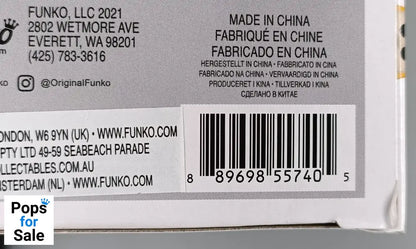 FUNKO, LLC 2021
2802 WETMORE AVE
EVERETT, WA 98201
(425) 783-3616
@OriginalFunko
MADE IN CHINA
FABRIQUÉ EN CHINE
FABRICADO EN CHINA
HERGESTELLT IN CHINA • FABBRICATO IN CINA
FABRICADO NA CHINA • VERVAARDIGD IN CHINA
PRODUCERET I KINA • TILLVERKAD I KINA
СДЕЛАНО В КИТАЕ
ONDON, W6 9YN (UK) • WWW.FUNKO.COM
PTY LTD 49-59 SEABEACH PARADE
OLLECTABLES.COM.AU
MSTERDAM (NL) • WWW.FUNKO.COM
8 89698 55740 5
Pops
for
Sale